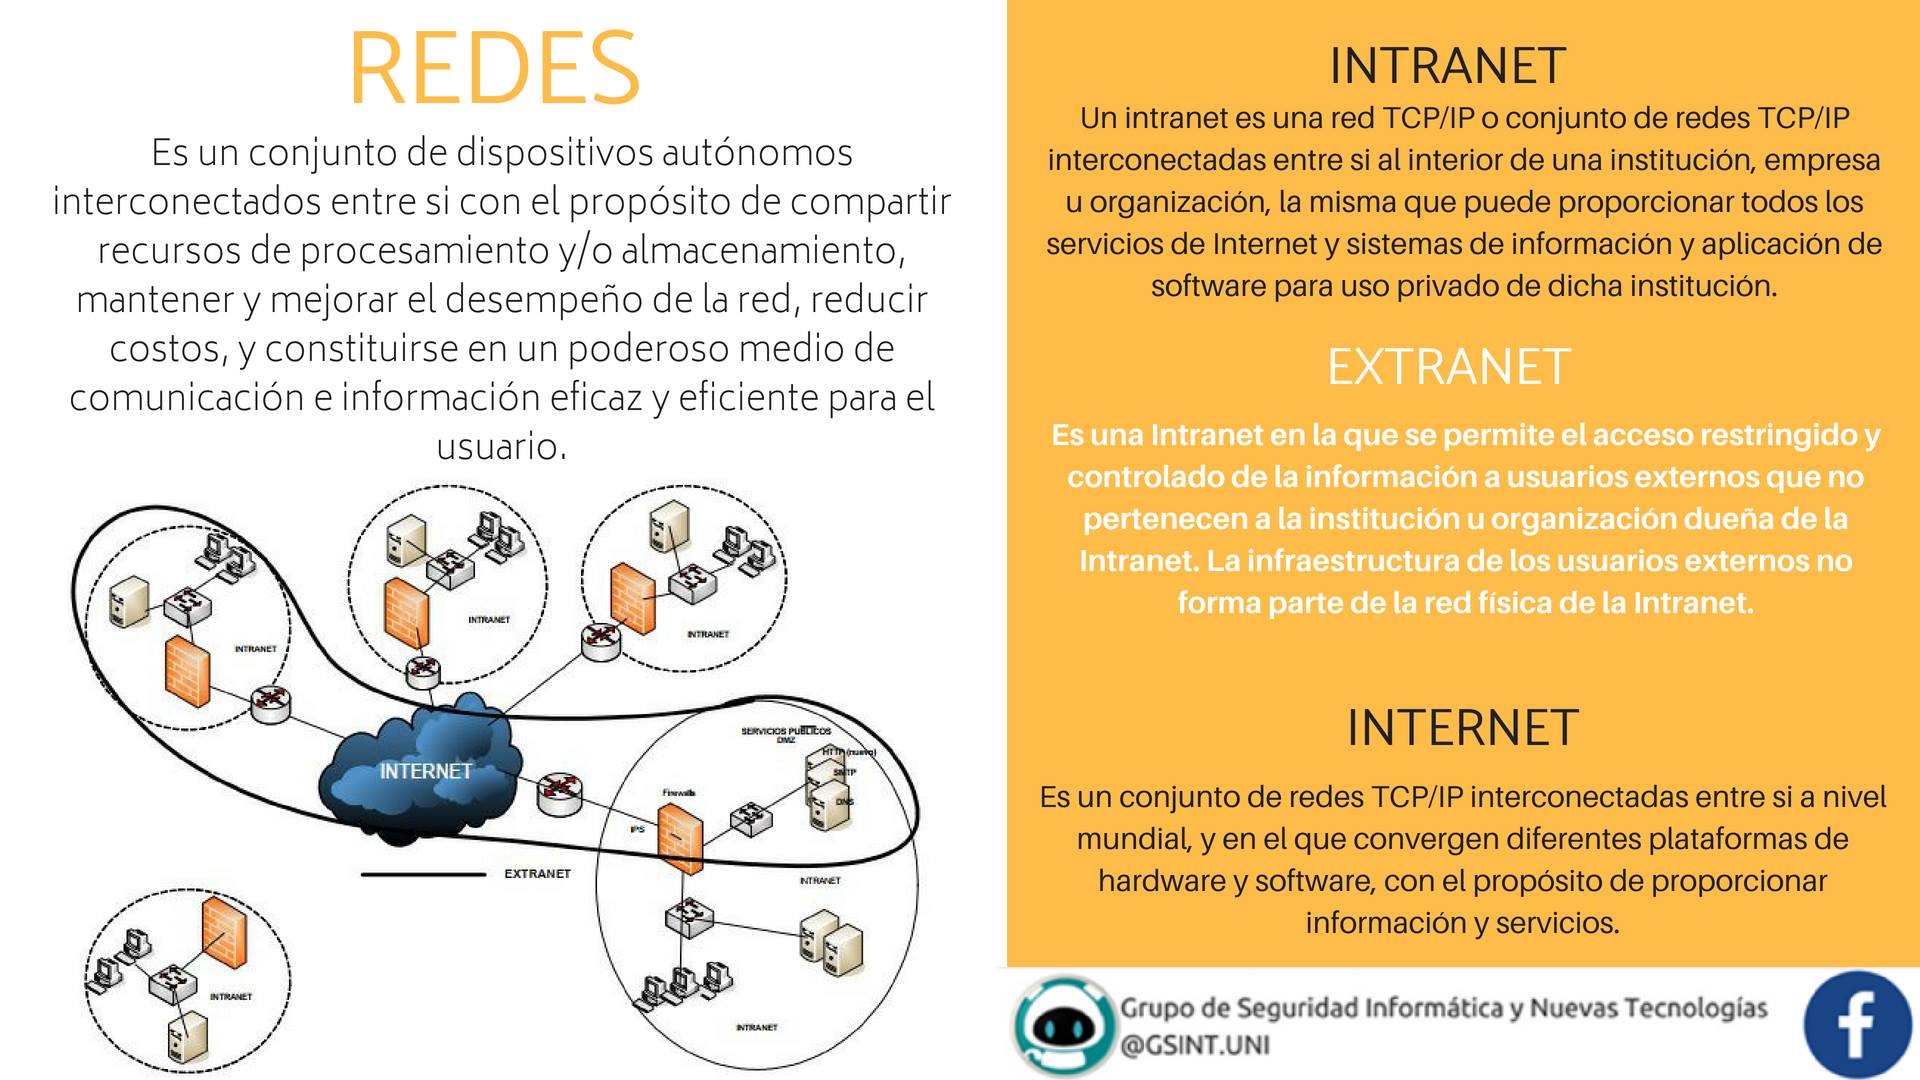 REDES
Es un conjunto de dispositivos autónomos
interconectados entre si con el propósito de compartir
recursos de procesamiento y/o almacenamiento,
mantener y mejorar el desempeño de la red, reducir
costos, y constituirse en un poderoso medio de
comunicación e información eficaz y eficiente para el
usuario.
INTRANET
INTRANET
INTRANET
INTERNET
SERVICIOS PUBLICOS
DMZ
HTTP (nuevo)
SMTP
DNS
Firewalls
IPS
EXTRANET
INTRANET
INTRANET
INTRANET
INTRANET
Un intranet es una red TCP/IP o conjunto de redes TCP/IP
interconectadas entre si al interior de una institución, empresa
u organización, la misma que puede proporcionar todos los
servicios de Internet y sistemas de información y aplicación de
software para uso privado de dicha institución.
EXTRANET
Es una Intranet en la que se permite el acceso restringido y
controlado de la información a usuarios externos que no
pertenecen a la institución u organización dueña de la
Intranet. La infraestructura de los usuarios externos no
forma parte de la red física de la Intranet.
INTERNET
Es un conjunto de redes TCP/IP interconectadas entre si a nivel
mundial, y en el que convergen diferentes plataformas de
hardware y software, con el propósito de proporcionar
información y servicios.
Grupo de Seguridad Informática y Nuevas Tecnologías
@GSINT.UNI
f